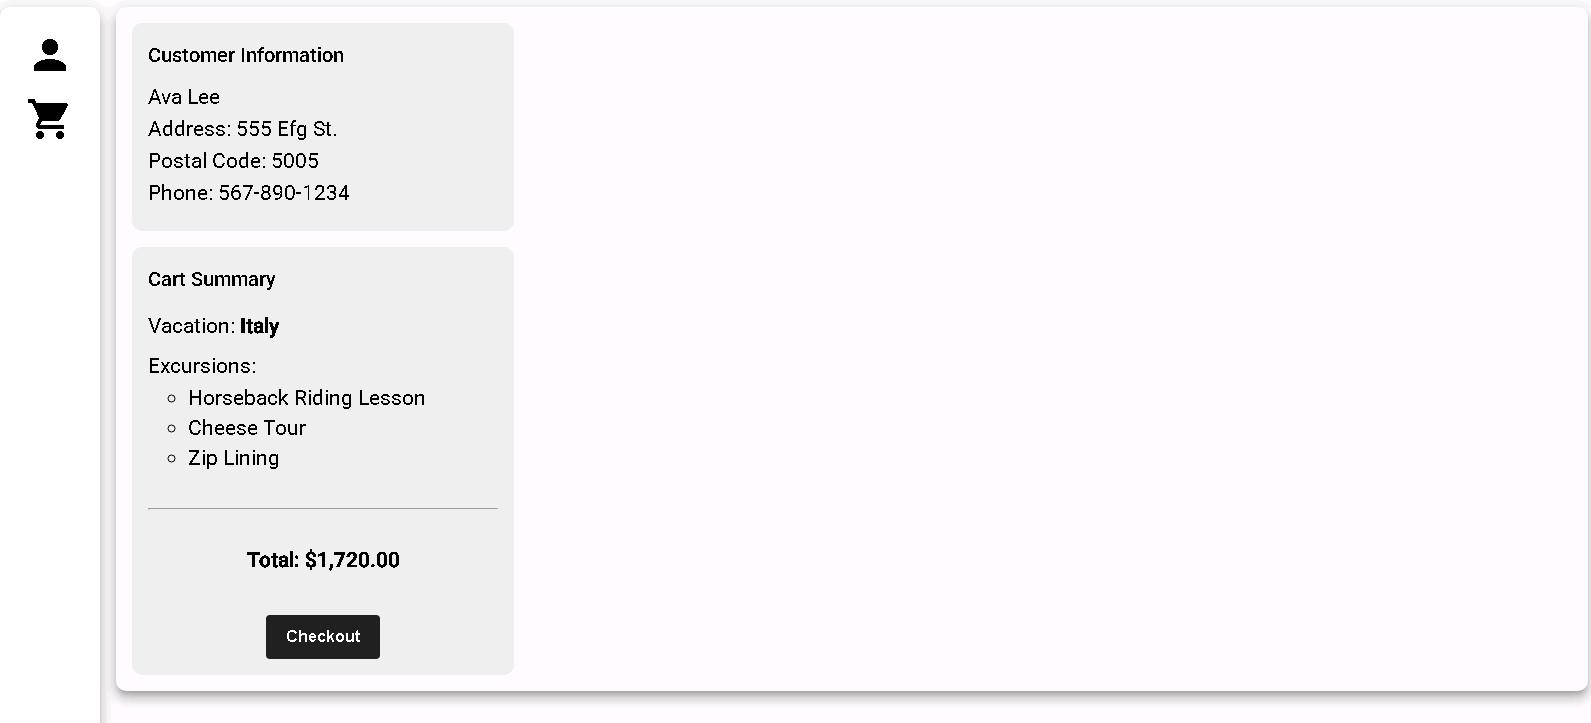 Customer Information
Ava Lee
Address: 555 Efg St.
Postal Code: 5005
Phone: 567-890-1234
Cart Summary
Vacation: Italy
Excursions:
Horseback Riding Lesson
Cheese Tour
Zip Lining
Total: $1,720.00
Checkout